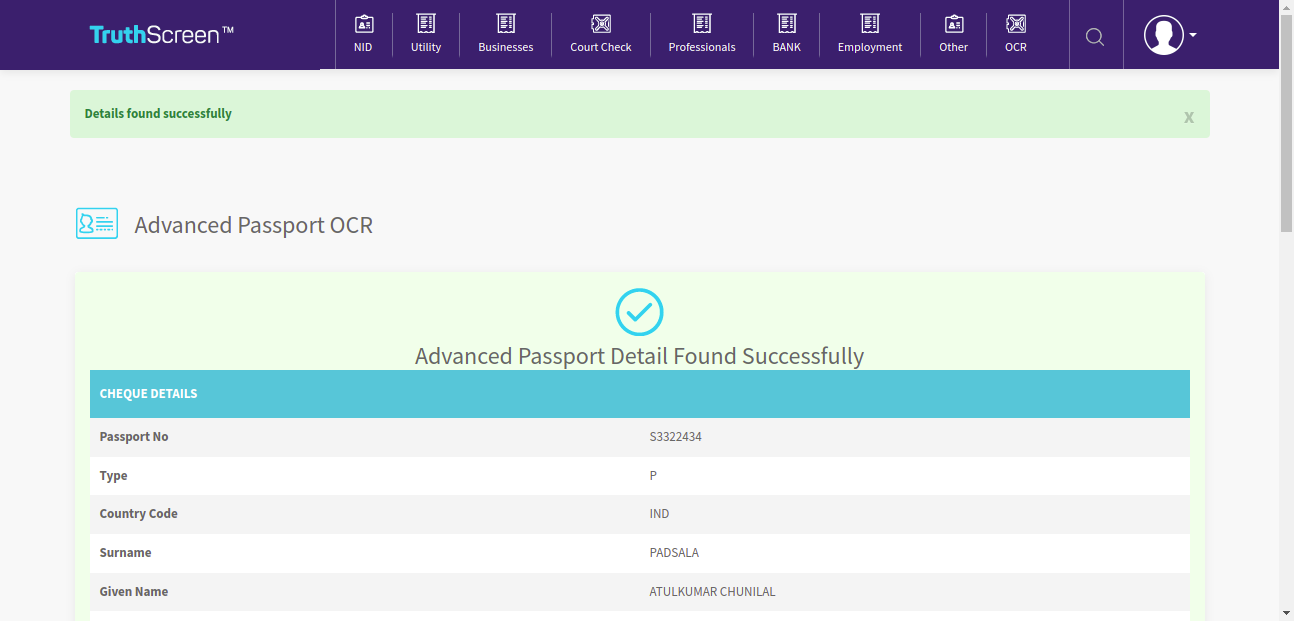 TruthScreen™
NID Utility Businesses Court Check Professionals BANK Employment Other OCR
Details found successfully
X
Advanced Passport OCR
Advanced Passport Detail Found Successfully
CHEQUE DETAILS
Passport No S3322434
Type P
Country Code IND
Surname PADSALA
Given Name ATULKUMAR CHUNILAL